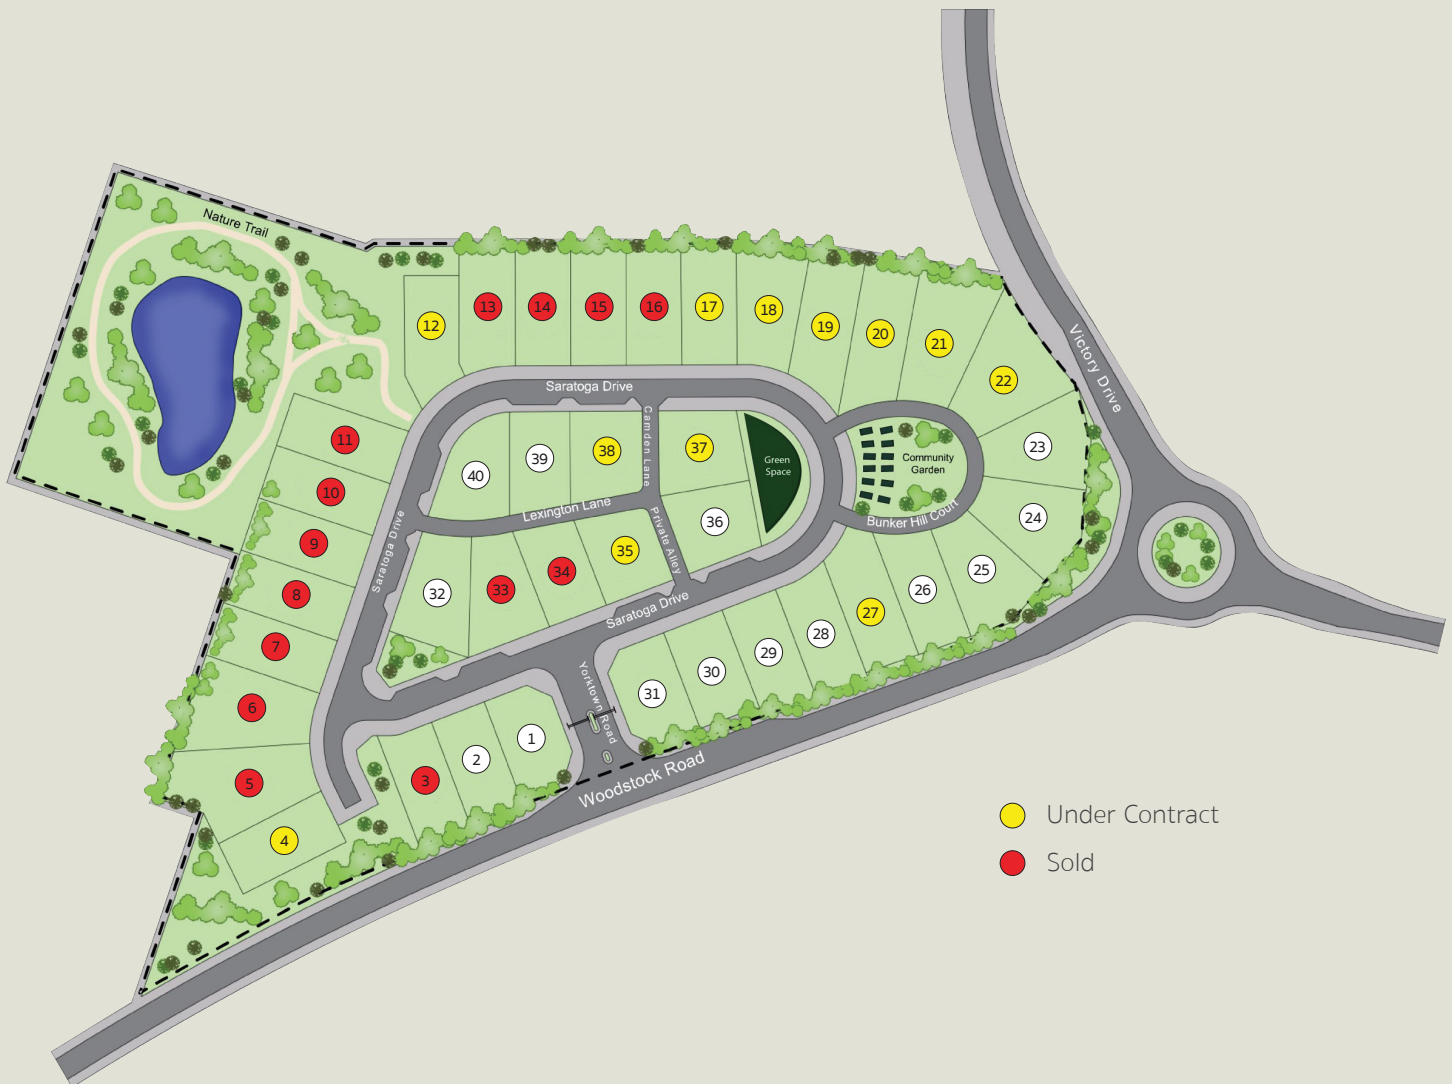 Nature Trail
12
13
14
15
16
17
18
19
20
21
22
Victory Drive
Saratoga Drive
Camden Lane
11
10
9
8
7
6
5
4
40
39
38
37
Green
Space
Community
Garden
Bunker Hill Court
23
24
25
26
27
28
29
30
31
Lexington Lane
Private Alley
36
35
34
33
32
Saratoga Drive
Saratoga Drive
Yorktown Road
1
2
3
Woodstock Road
Under Contract
Sold